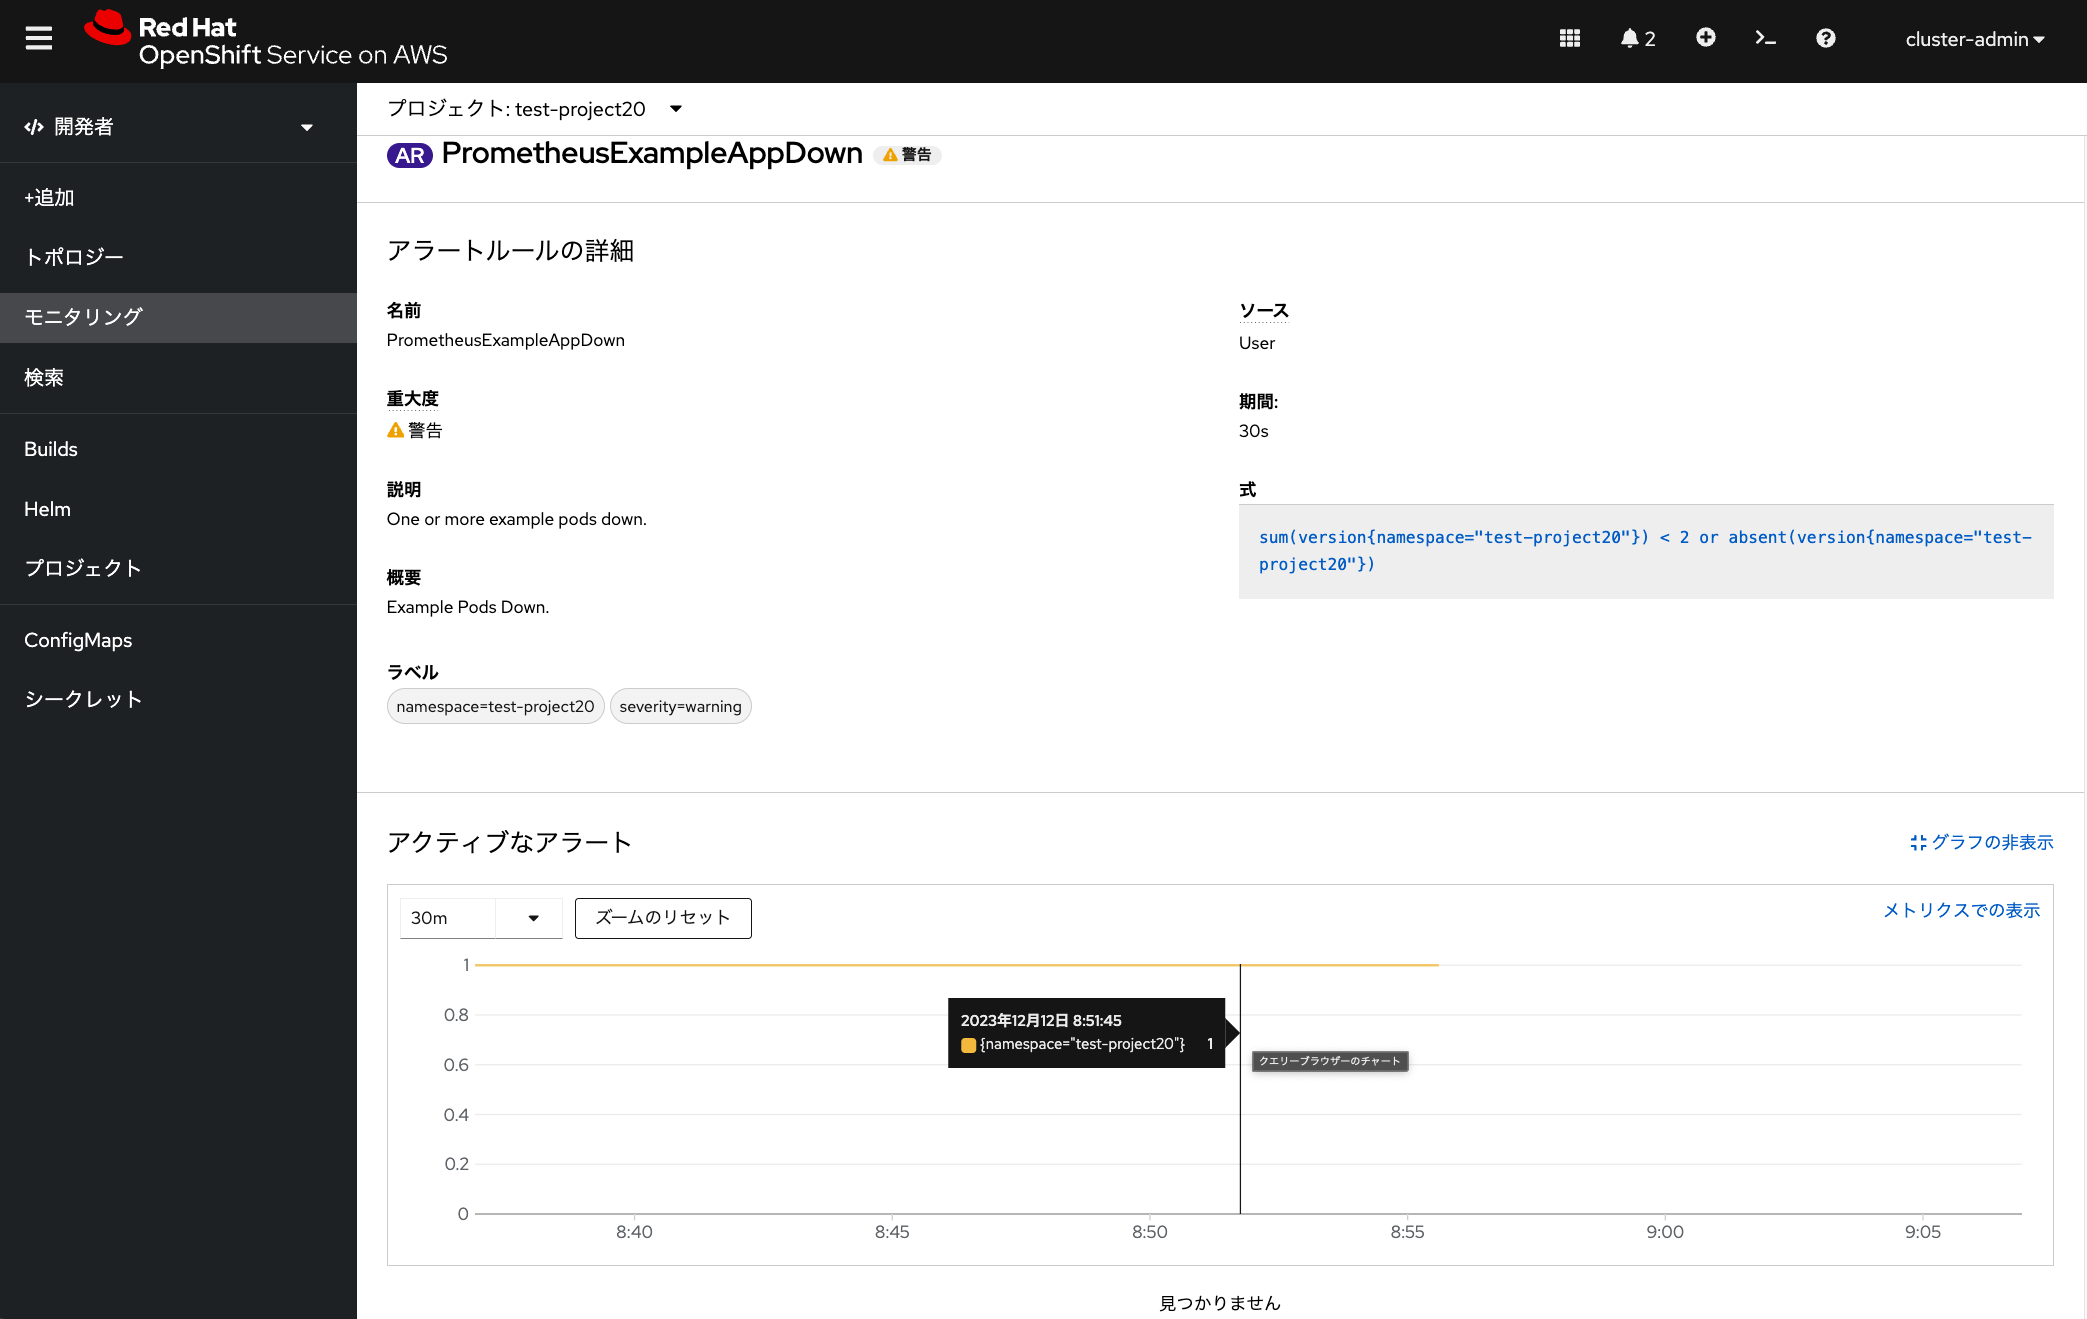 Red Hat
OpenShift Service on AWS
2
cluster-admin
開発者
+追加
トポロジー
モニタリング
検索
Builds
Helm
プロジェクト
ConfigMaps
シークレット
プロジェクト: test-project20
AR PrometheusExampleAppDown 警告
アラートルールの詳細
名前
PrometheusExampleAppDown
重大度
警告
説明
One or more example pods down.
概要
Example Pods Down.
ラベル
namespace=test-project20 severity=warning
ソース
User
期間:
30s
式
sum(version{namespace="test-project20"}) < 2 or absent(version{namespace="test-
project20"})
アクティブなアラート
グラフの非表示
30m
ズームのリセット
メトリクスでの表示
1
0.8
0.6
0.4
0.2
0
2023年12月12日 8:51:45
{namespace="test-project20"} 1
クエリーブラウザーのチャート
8:40 8:45 8:50 8:55 9:00 9:05
見つかりません